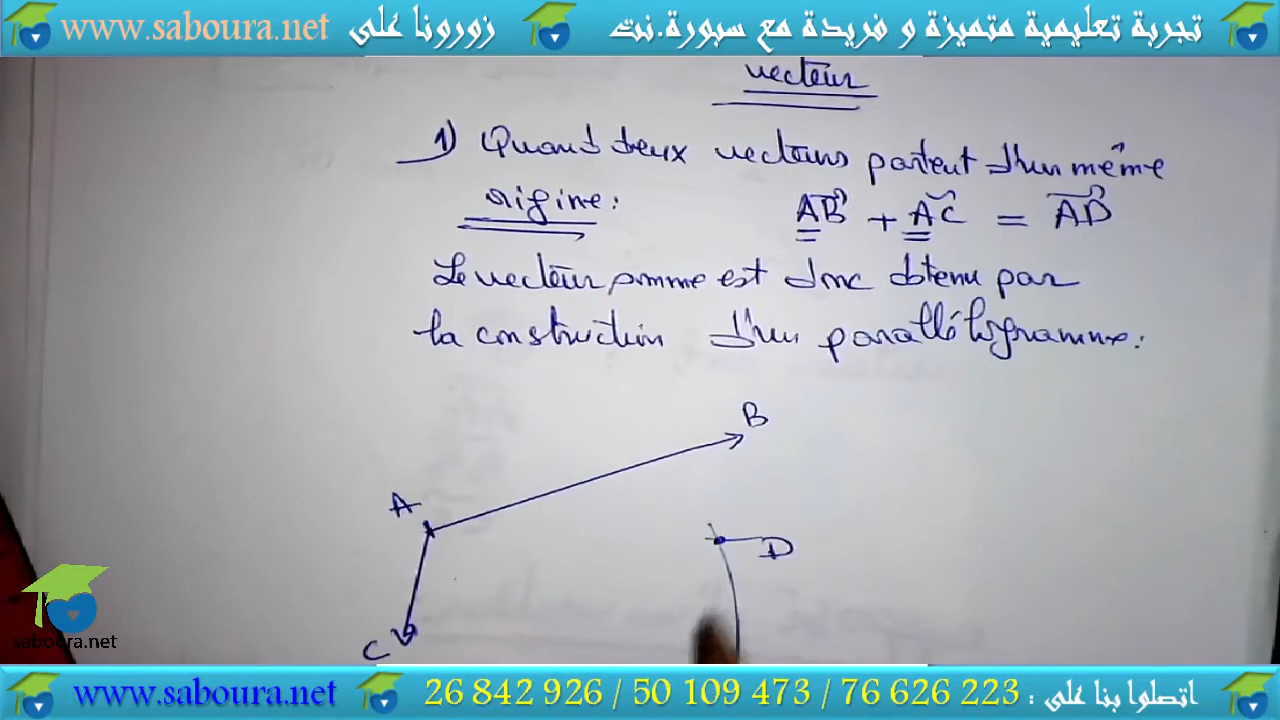 www.saboura.net زورونا على تجربة تعليمية متميزة و فريدة مع سبورة.نت
vecteur
1) Quand deux vecteurs partent d'un même
origine : AB + AC = AD
Le vecteur somme est donc obtenu par
la construction d'un parallélogramme :
B
A
D
C
saboura.net
www.saboura.net 26 842 926 / 50 109 473 / 76 626 223 : اتصلوا بنا على